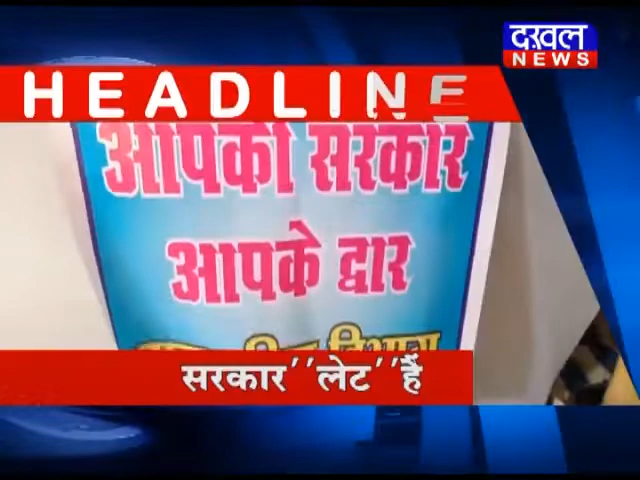 दखल
NEWS
HEADLINE
आपकी सरकार
आपके द्वार
सरकार''लेट''हैं